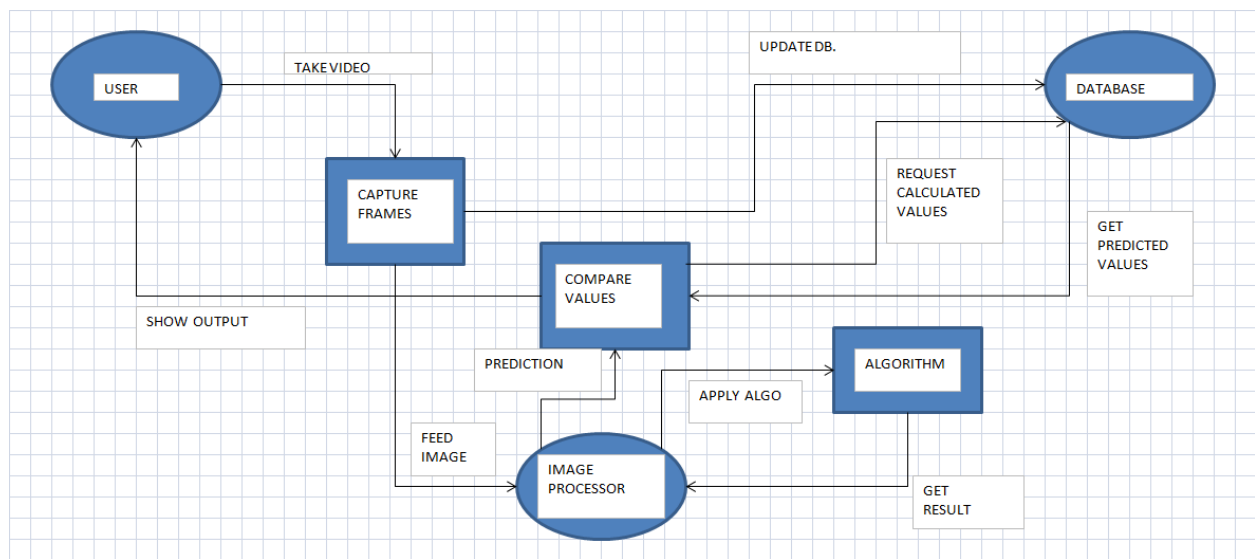 UPDATE DB.
TAKE VIDEO
USER
DATABASE
REQUEST
CALCULATED
VALUES
CAPTURE
FRAMES
GET
PREDICTED
VALUES
COMPARE
VALUES
SHOW OUTPUT
PREDICTION
ALGORITHM
APPLY ALGO
FEED
IMAGE
IMAGE
PROCESSOR
GET
RESULT